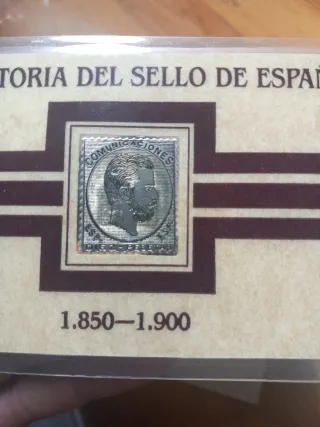 TORIA DEL SELLO DE ESPAÑ
COMUNICACIONES
1.850—1.900